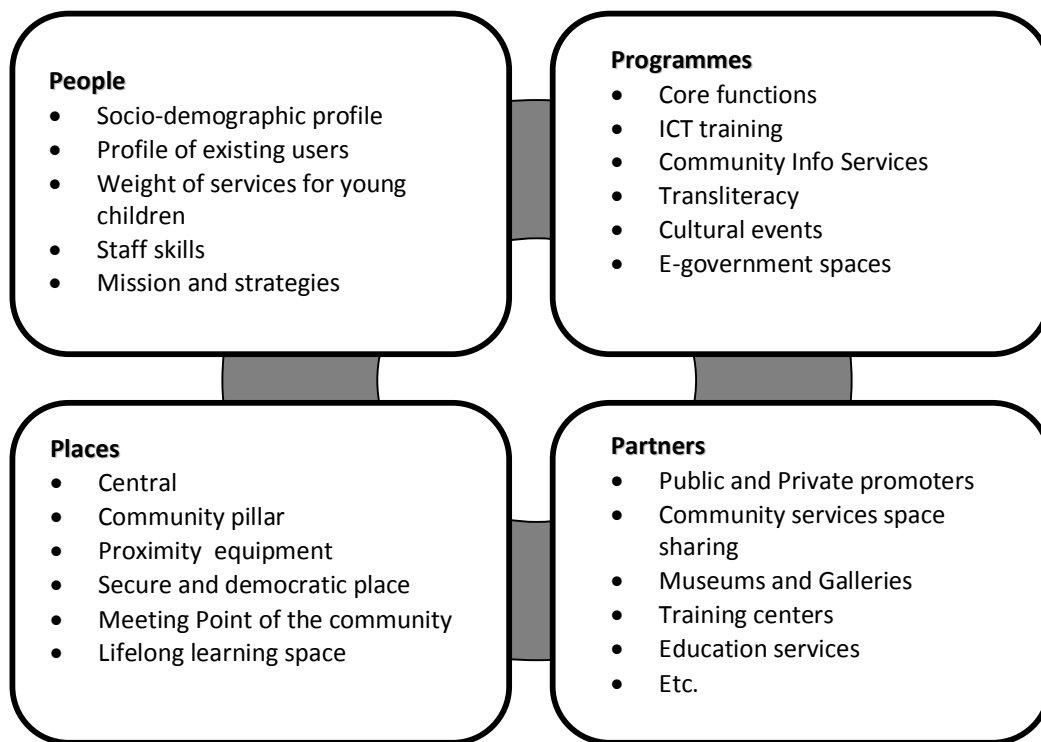 People
• Socio-demographic profile
• Profile of existing users
• Weight of services for young
children
• Staff skills
• Mission and strategies
Programmes
• Core functions
• ICT training
• Community Info Services
• Transliteracy
• Cultural events
• E-government spaces
Places
• Central
• Community pillar
• Proximity  equipment
• Secure and democratic place
• Meeting Point of the community
• Lifelong learning space
Partners
• Public and Private promoters
• Community services space
sharing
• Museums and Galleries
• Training centers
• Education services
• Etc.